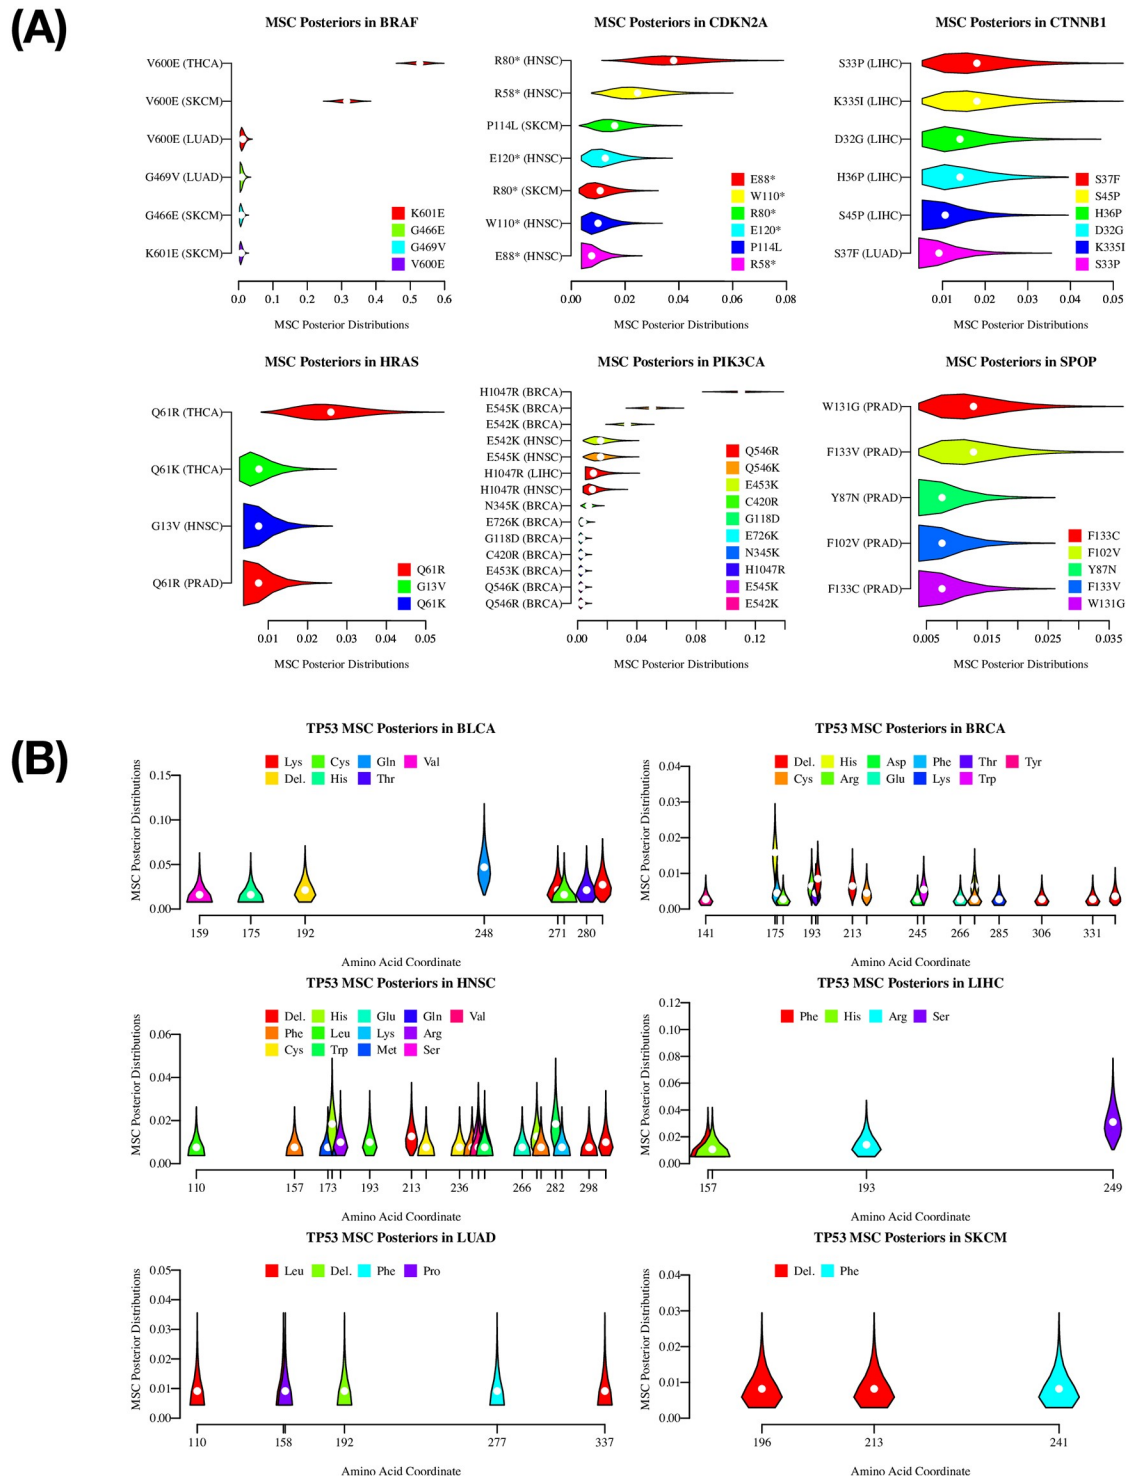 (A)
MSC Posteriors in BRAF
V600E (THCA)
V600E (SKCM)
V600E (LUAD)
G469V (LUAD)
G466E (SKCM)
K601E (SKCM)
K601E
G466E
G469V
V600E
0.0 0.1 0.2 0.3 0.4 0.5 0.6
MSC Posterior Distributions
MSC Posteriors in CDKN2A
R80* (HNSC)
R58* (HNSC)
P114L (SKCM)
E120* (HNSC)
R80* (SKCM)
W110* (HNSC)
E88* (HNSC)
E88*
W110*
R80*
E120*
P114L
R58*
0.00 0.02 0.04 0.06 0.08
MSC Posterior Distributions
MSC Posteriors in CTNNB1
S33P (LIHC)
K335I (LIHC)
D32G (LIHC)
H36P (LIHC)
S45P (LIHC)
S37F (LUAD)
S37F
S45P
H36P
D32G
K335I
S33P
0.01 0.02 0.03 0.04 0.05
MSC Posterior Distributions
MSC Posteriors in HRAS
Q61R (THCA)
Q61K (THCA)
G13V (HNSC)
Q61R (PRAD)
Q61R
G13V
Q61K
0.01 0.02 0.03 0.04 0.05
MSC Posterior Distributions
MSC Posteriors in PIK3CA
H1047R (BRCA)
E545K (BRCA)
E542K (BRCA)
E542K (HNSC)
E545K (HNSC)
H1047R (LIHC)
H1047R (HNSC)
N345K (BRCA)
E726K (BRCA)
G118D (BRCA)
C420R (BRCA)
E453K (BRCA)
Q546K (BRCA)
Q546R (BRCA)
Q546R
Q546K
E453K
C420R
G118D
E726K
N345K
H1047R
E545K
E542K
0.00 0.04 0.08 0.12
MSC Posterior Distributions
MSC Posteriors in SPOP
W131G (PRAD)
F133V (PRAD)
Y87N (PRAD)
F102V (PRAD)
F133C (PRAD)
F133C
F102V
Y87N
F133V
W131G
0.005 0.015 0.025 0.035
MSC Posterior Distributions
(B)
TP53 MSC Posteriors in BLCA
Lys Cys Gln Val
Del. His Thr
MSC Posterior Distributions
0.15
0.10
0.05
0.00
159 175 192 248 271 280
Amino Acid Coordinate
TP53 MSC Posteriors in BRCA
Del. His Asp Phe Thr Tyr
Cys Arg Glu Lys Trp
MSC Posterior Distributions
0.04
0.03
0.02
0.01
0.00
141 175 193 213 245 266 285 306 331
Amino Acid Coordinate
TP53 MSC Posteriors in HNSC
Del. His Glu Gln Val
Phe Leu Lys Arg
Cys Trp Met Ser
MSC Posterior Distributions
0.06
0.04
0.02
0.00
110 157 173 193 213 236 266 282 298
Amino Acid Coordinate
TP53 MSC Posteriors in LIHC
Phe His Arg Ser
MSC Posterior Distributions
0.12
0.10
0.08
0.06
0.04
0.02
0.00
157 193 249
Amino Acid Coordinate
TP53 MSC Posteriors in LUAD
Leu Del. Phe Pro
MSC Posterior Distributions
0.05
0.04
0.03
0.02
0.01
0.00
110 158 192 277 337
Amino Acid Coordinate
TP53 MSC Posteriors in SKCM
Del. Phe
MSC Posterior Distributions
0.04
0.03
0.02
0.01
0.00
196 213 241
Amino Acid Coordinate